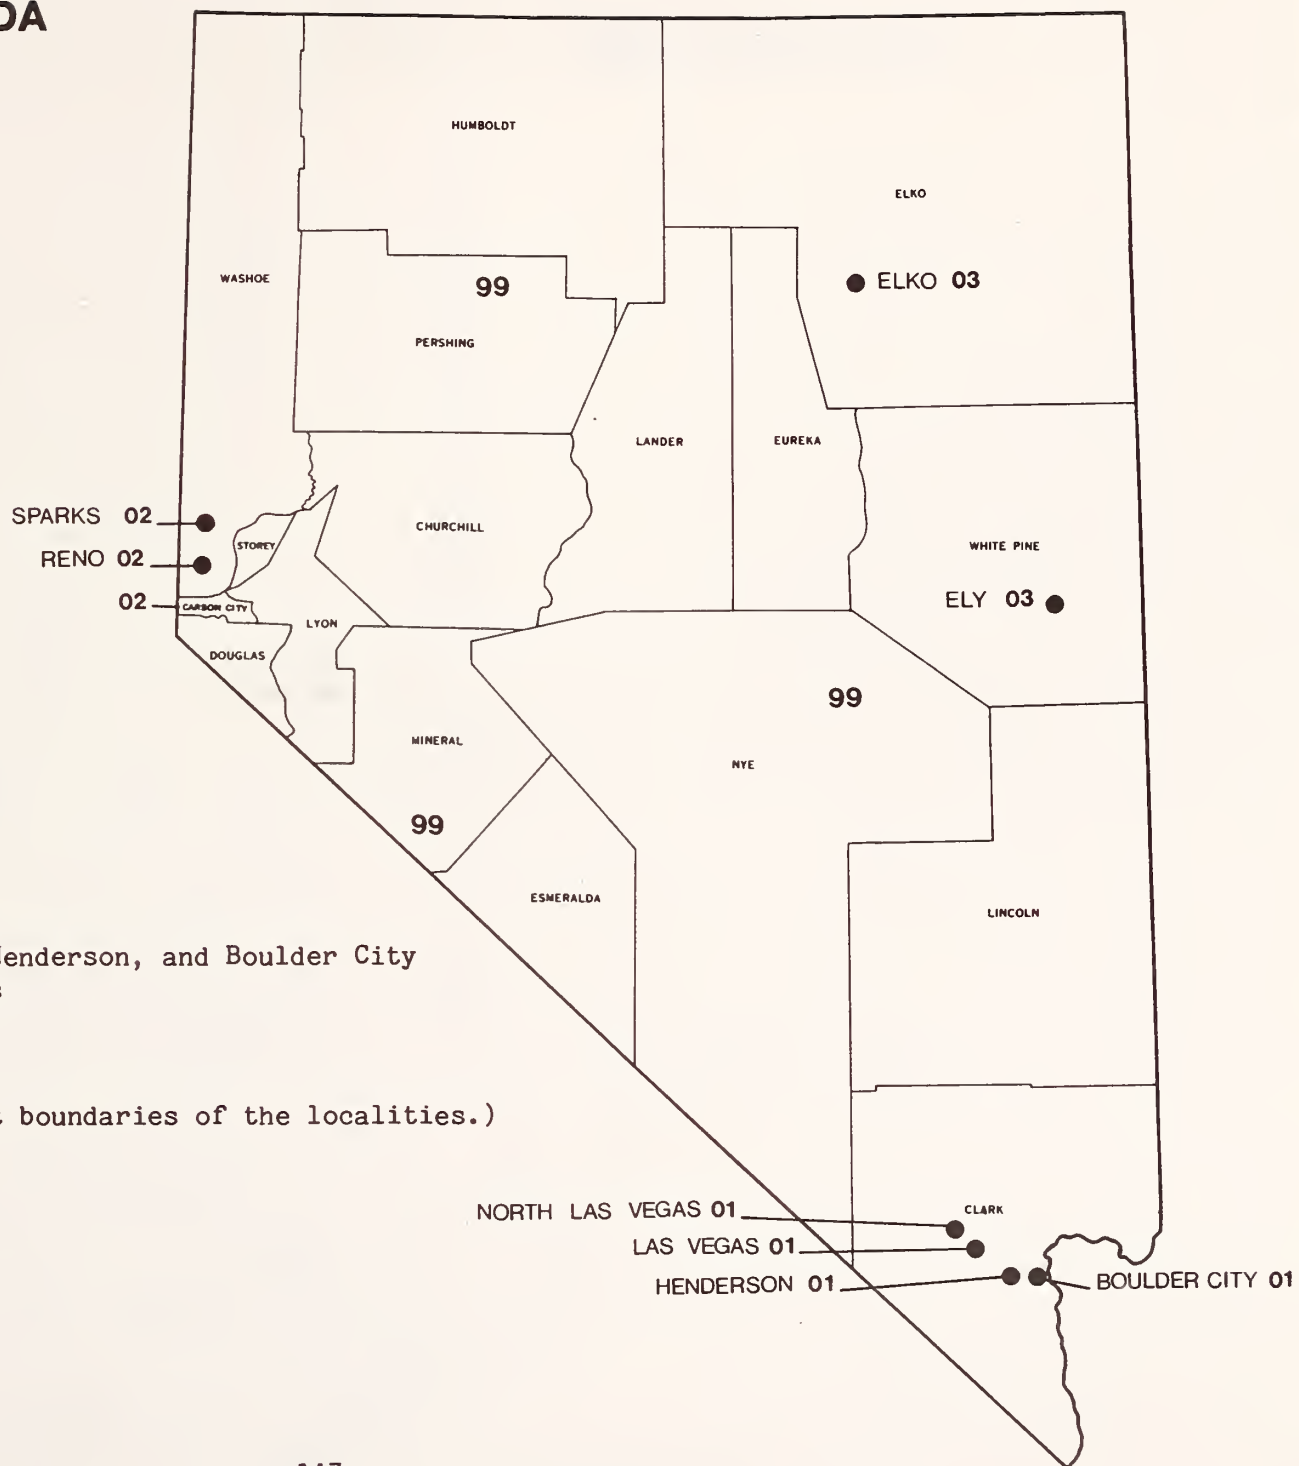 DA
HUMBOLDT
ELKO
WASHOE
99
ELKO 03
PERSHING
LANDER
EUREKA
SPARKS 02
CHURCHILL
STOREY
WHITE PINE
RENO 02
ELY 03
02
CARSON CITY
LYON
DOUGLAS
99
MINERAL
NYE
99
ESMERALDA
LINCOLN
enderson, and Boulder City
boundaries of the localities.)
NORTH LAS VEGAS 01
CLARK
LAS VEGAS 01
HENDERSON 01
BOULDER CITY 01